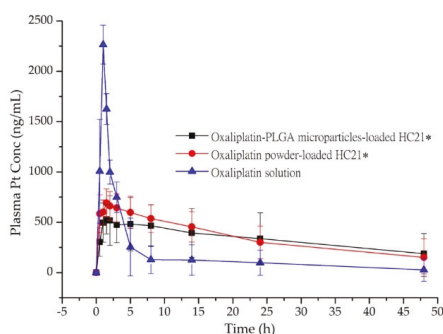 2500
2000
1500
1000
500
0
Plasma Pt Conc (ng/mL)
Oxaliplatin-PLGA microparticles-loaded HC21*
Oxaliplatin powder-loaded HC21*
Oxaliplatin solution
-5 0 5 10 15 20 25 30 35 40 45 50
Time (h)